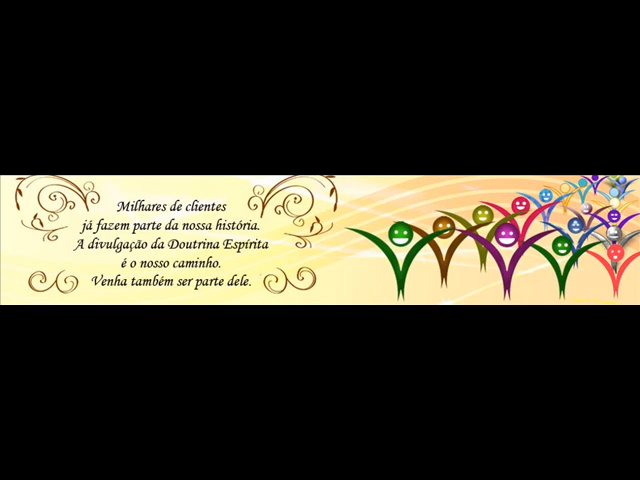 Milhares de clientes
já fazem parte da nossa história.
A divulgação da Doutrina Espírita
é o nosso caminho.
Venha também ser parte dele.